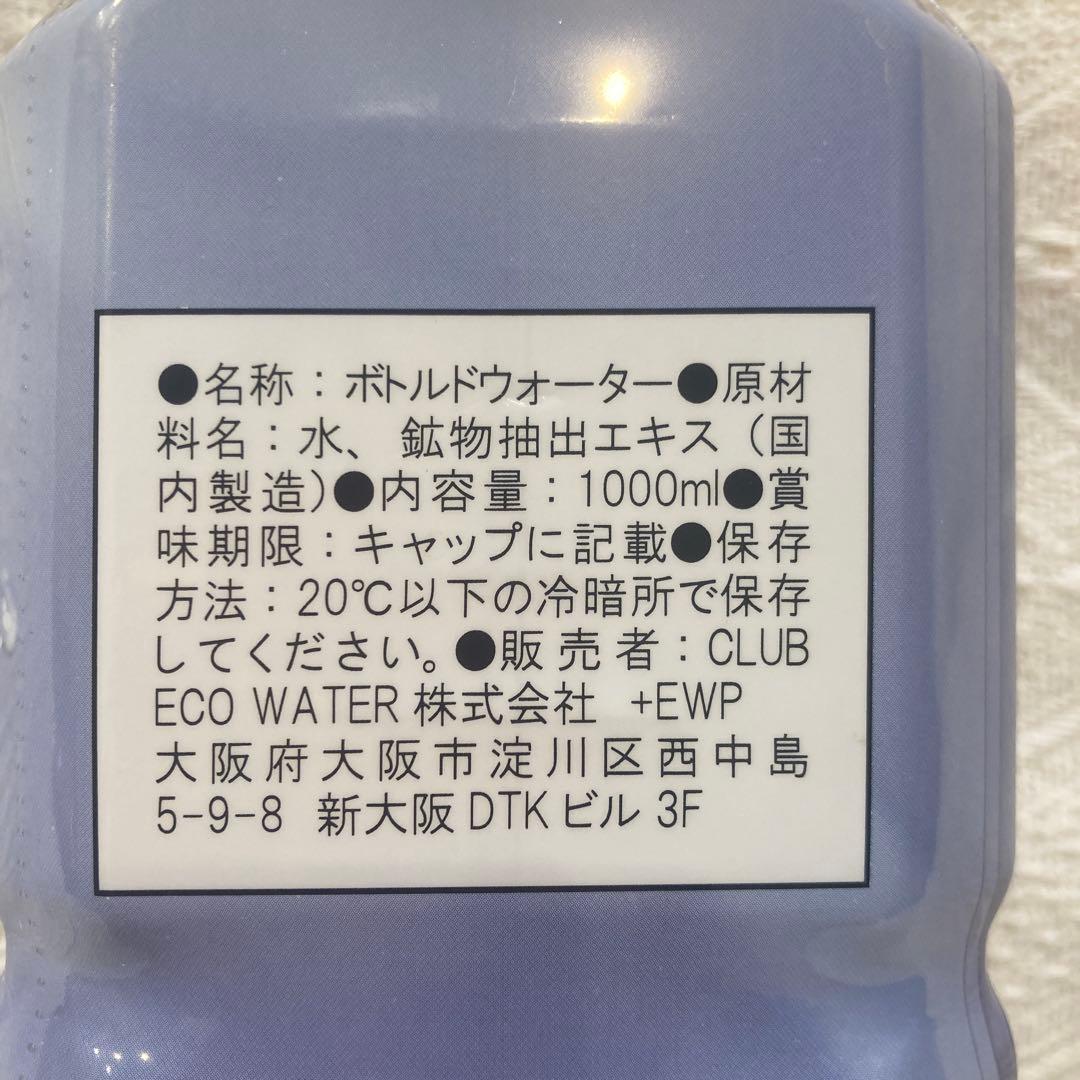 ●名称：ボトルドウォーター●原材
料名：水、鉱物抽出エキス（国
内製造）●内容量：1000ml●賞
味期限：キャップに記載●保存
方法：20℃以下の冷暗所で保存
してください。●販売者：CLUB
ECO WATER 株式会社 +EWP
大阪府大阪市淀川区西中島
5-9-8 新大阪 DTK ビル 3F